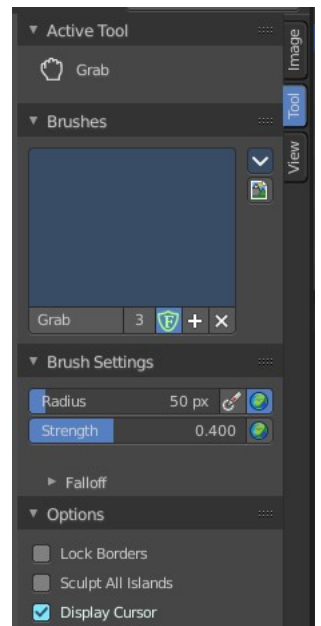 Active Tool
Grab
Brushes
Grab 3 F
Brush Settings
Radius 50 px
Strength 0.400
Falloff
Options
Lock Borders
Sculpt All Islands
Display Cursor
Image
Tool
View